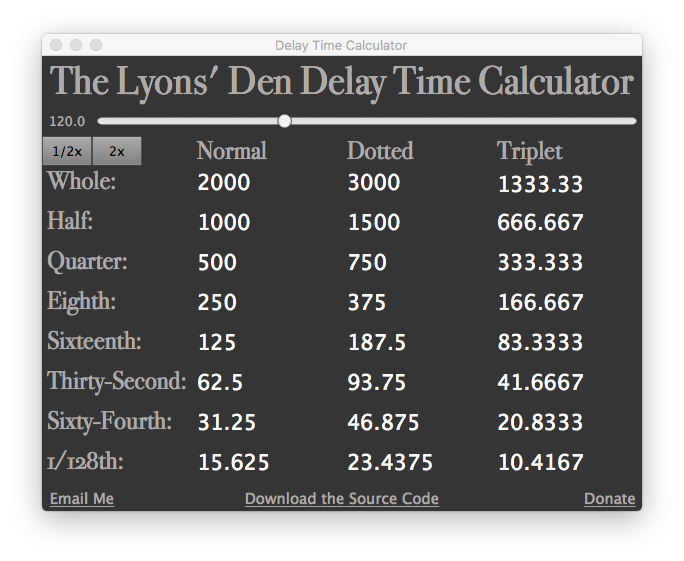 Delay Time Calculator
The Lyons' Den Delay Time Calculator
120.0
1/2x 2x Normal Dotted Triplet
Whole: 2000 3000 1333.33
Half: 1000 1500 666.667
Quarter: 500 750 333.333
Eighth: 250 375 166.667
Sixteenth: 125 187.5 83.3333
Thirty-Second: 62.5 93.75 41.6667
Sixty-Fourth: 31.25 46.875 20.8333
1/128th: 15.625 23.4375 10.4167
Email Me Download the Source Code Donate